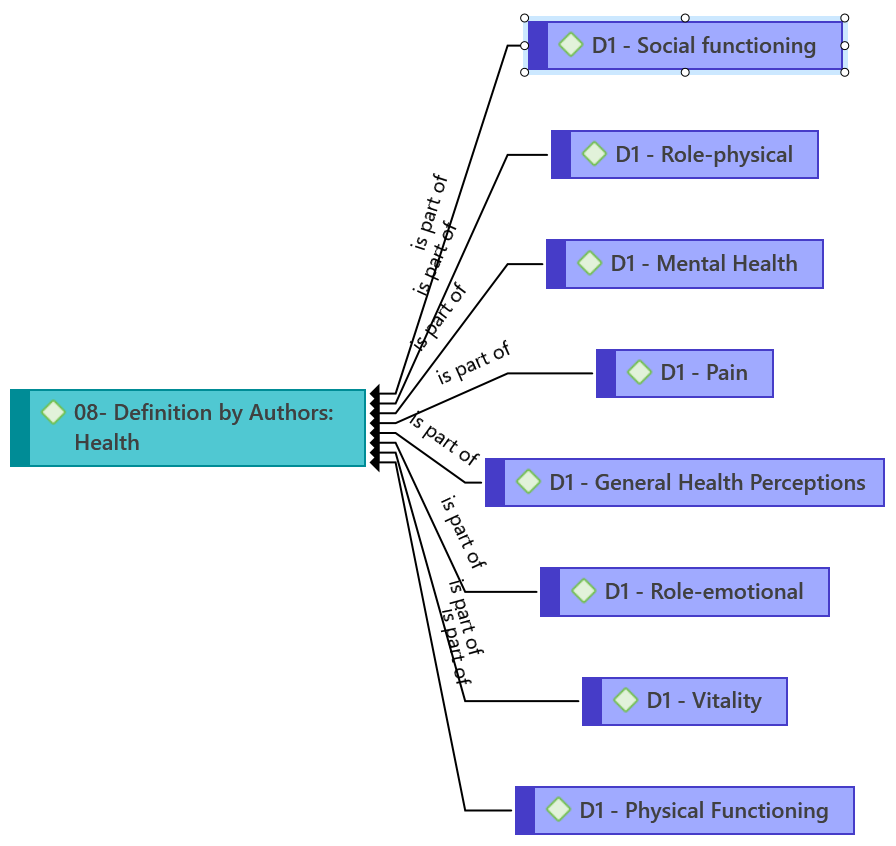 D1 - Social functioning
D1 - Role-physical
is part of
is part of
D1 - Mental Health
is part of
is part of
D1 - Pain
08- Definition by Authors:
Health
is part of
D1 - General Health Perceptions
is part of
D1 - Role-emotional
is part of
is part of
D1 - Vitality
D1 - Physical Functioning